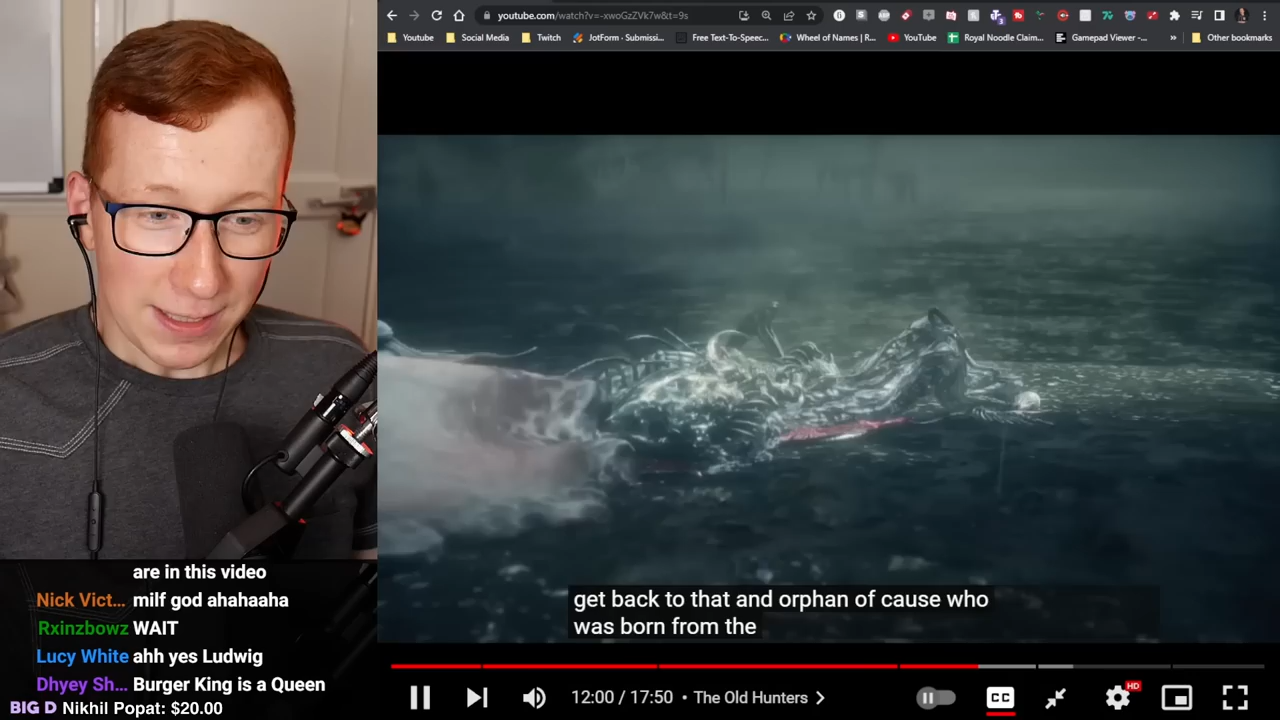 youtube.com/watch?v=-xwoGzZVk7w&t=9s
Youtube
Social Media
Twitch
JotForm · Submissi...
Free Text-To-Speec...
Wheel of Names | R...
YouTube
Royal Noodle Claim...
Gamepad Viewer -...
»
Other bookmarks
get back to that and orphan of cause who
was born from the
are in this video
Nick Vict... milf god ahahaaha
Rxinzbowz WAIT
Lucy White ahh yes Ludwig
Dhyey Sh... Burger King is a Queen
BIG D Nikhil Popat: $20.00
12:00 / 17:50 • The Old Hunters
CC
HD